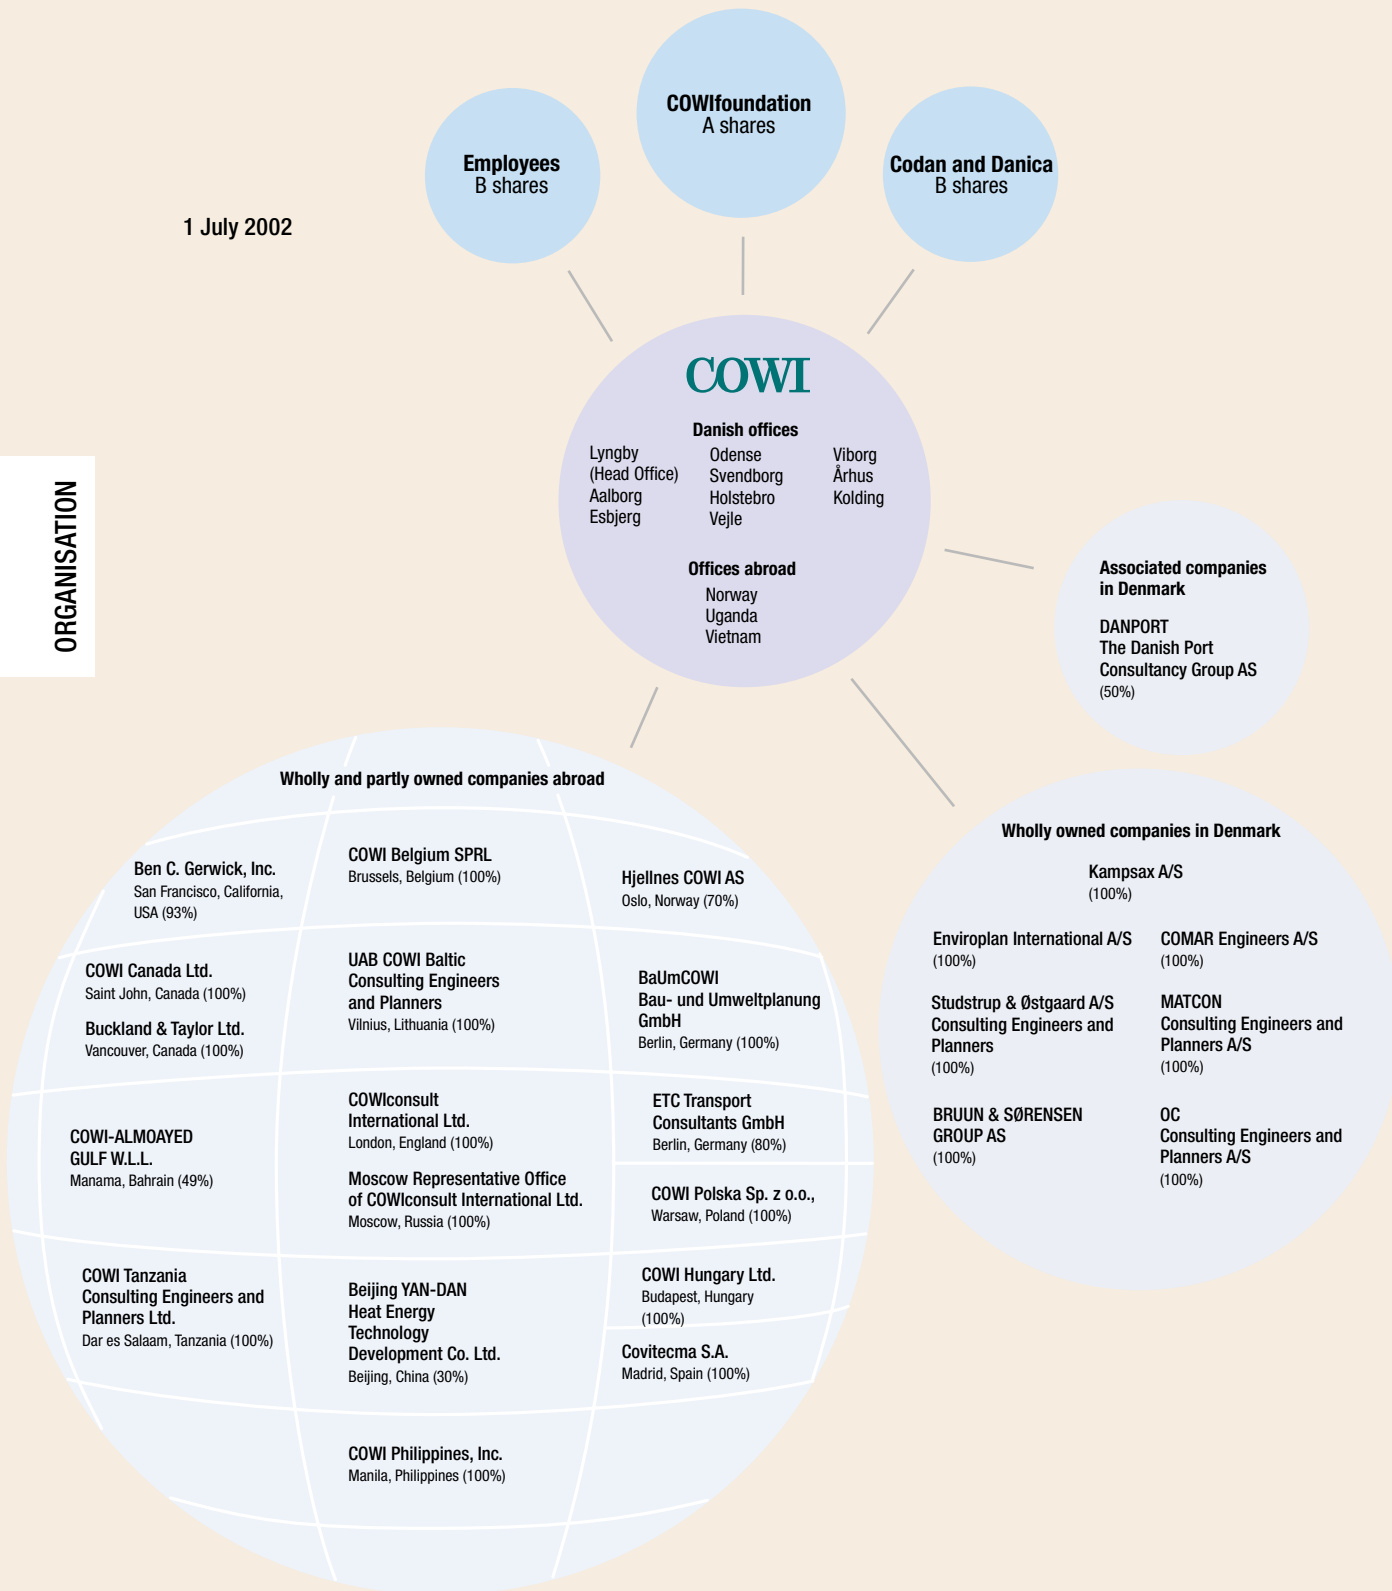 COWIfoundation
A shares
Employees
B shares
Codan and Danica
B shares
1 July 2002
COWI
Danish offices
Lyngby
(Head Office)
Aalborg
Esbjerg
Odense
Svendborg
Holstebro
Vejle
Viborg
Århus
Kolding
Offices abroad
Norway
Uganda
Vietnam
ORGANISATION
Associated companies
in Denmark
DANPORT
The Danish Port
Consultancy Group AS
(50%)
Wholly and partly owned companies abroad
Ben C. Gerwick, Inc.
San Francisco, California,
USA (93%)
COWI Canada Ltd.
Saint John, Canada (100%)
Buckland & Taylor Ltd.
Vancouver, Canada (100%)
COWI-ALMOAYED
GULF W.L.L.
Manama, Bahrain (49%)
COWI Tanzania
Consulting Engineers and
Planners Ltd.
Dar es Salaam, Tanzania (100%)
COWI Belgium SPRL
Brussels, Belgium (100%)
UAB COWI Baltic
Consulting Engineers
and Planners
Vilnius, Lithuania (100%)
COWIconsult
International Ltd.
London, England (100%)
Moscow Representative Office
of COWIconsult International Ltd.
Moscow, Russia (100%)
Beijing YAN-DAN
Heat Energy
Technology
Development Co. Ltd.
Beijing, China (30%)
COWI Philippines, Inc.
Manila, Philippines (100%)
Hjellnes COWI AS
Oslo, Norway (70%)
BaUmCOWI
Bau- und Umweltplanung
GmbH
Berlin, Germany (100%)
ETC Transport
Consultants GmbH
Berlin, Germany (80%)
COWI Polska Sp. z o.o.,
Warsaw, Poland (100%)
COWI Hungary Ltd.
Budapest, Hungary
(100%)
Covitecma S.A.
Madrid, Spain (100%)
Wholly owned companies in Denmark
Kampsax A/S
(100%)
Enviroplan International A/S
(100%)
Studstrup & Østgaard A/S
Consulting Engineers and
Planners
(100%)
BRUUN & SØRENSEN
GROUP AS
(100%)
COMAR Engineers A/S
(100%)
MATCON
Consulting Engineers and
Planners A/S
(100%)
OC
Consulting Engineers and
Planners A/S
(100%)